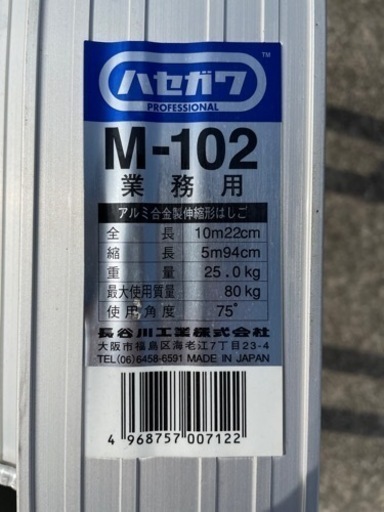 ハセガワ
TM
PROFESSIONAL
M-102
業務用
アルミ合金製伸縮形はしご
全長 10m22cm
縮長 5m94cm
重量 25.0kg
最大使用質量 80kg
使用角度 75°
長谷川工業株式会社
大阪市福島区海老江7丁目23-4
TEL(06)6458-6591 MADE IN JAPAN
4 968757 007122